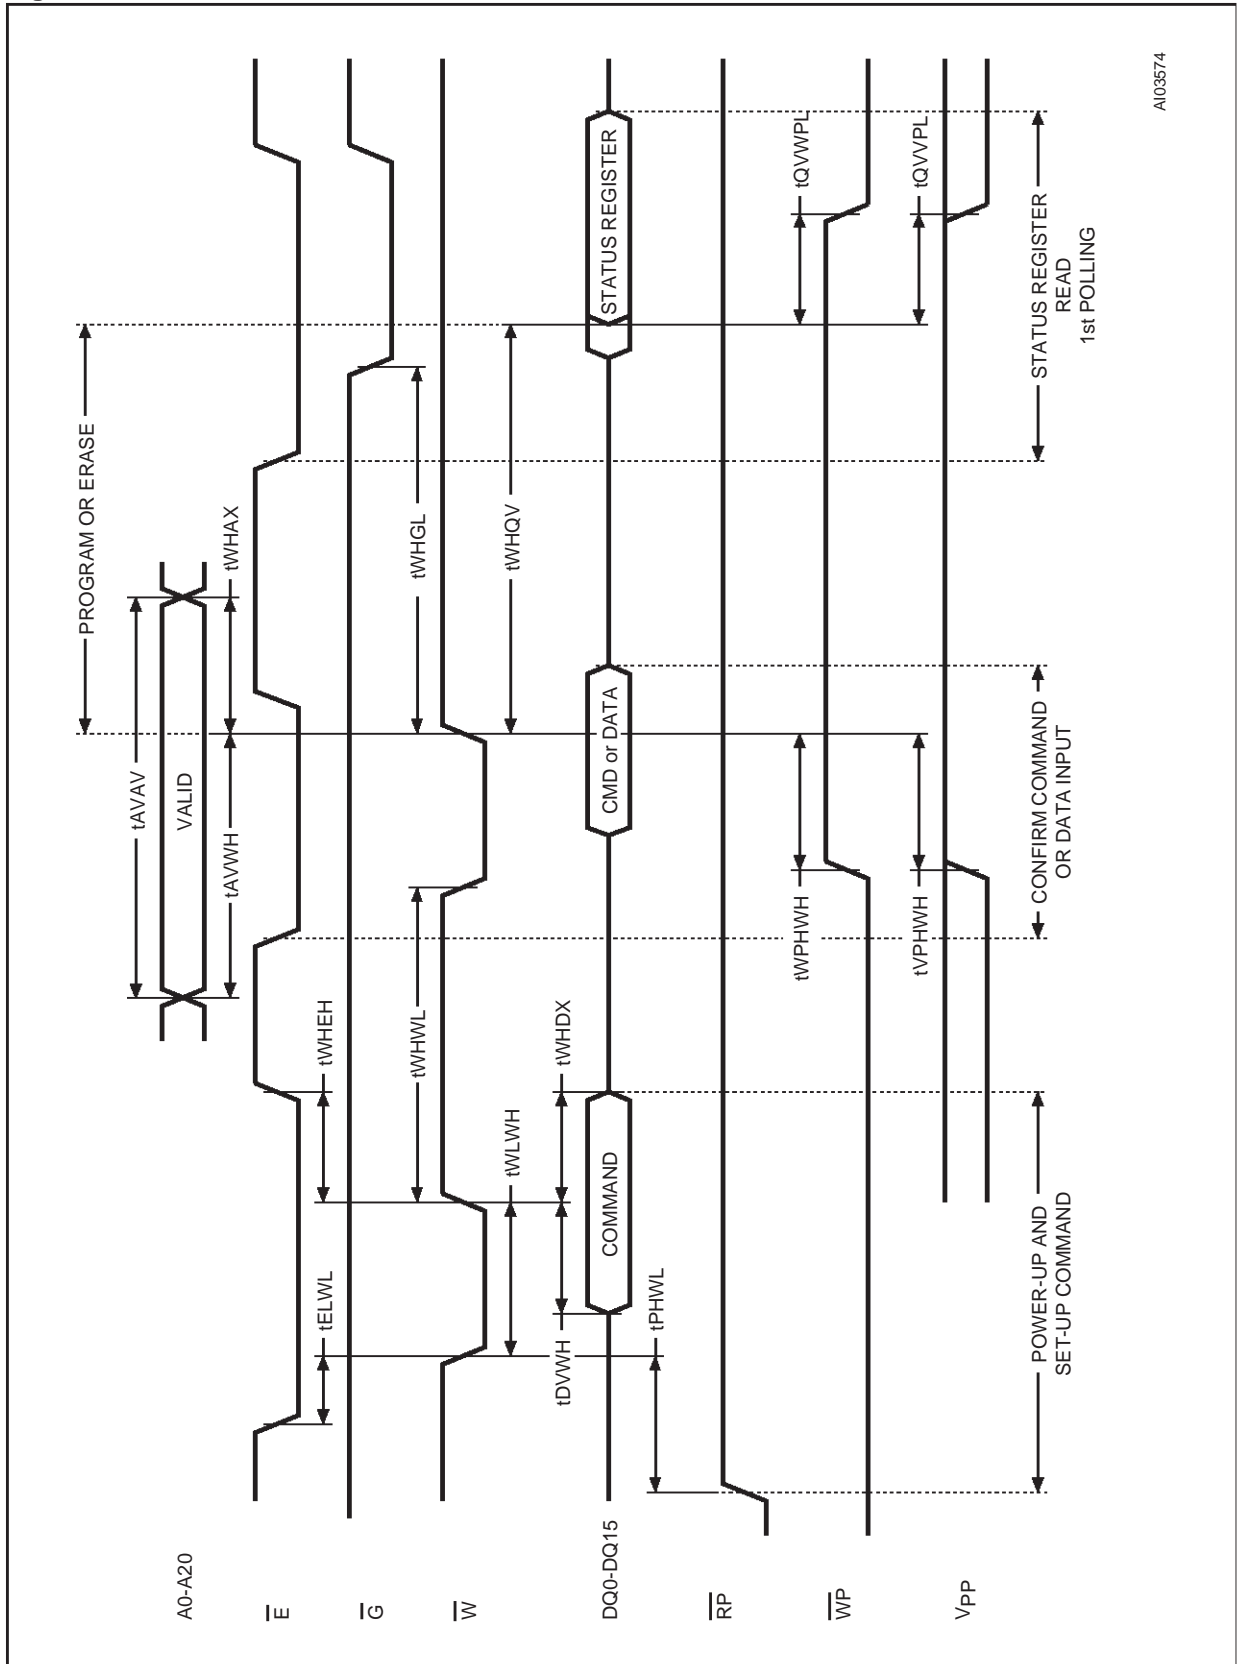 A0-A20
E
G
W
DQ0-DQ15
RP
WP
VPP
PROGRAM OR ERASE
tAVAV
VALID
tAVWH
tWHAX
tELWL
tWHEH
tWHWL
tWHGL
tWLWH
tWHQV
tDVWH
tWHDX
COMMAND
CMD or DATA
STATUS REGISTER
tPHWL
tWPHWH
tQVWPL
tVPHWH
tQVVPL
POWER-UP AND
SET-UP COMMAND
CONFIRM COMMAND
OR DATA INPUT
STATUS REGISTER
READ
1st POLLING
AI03574